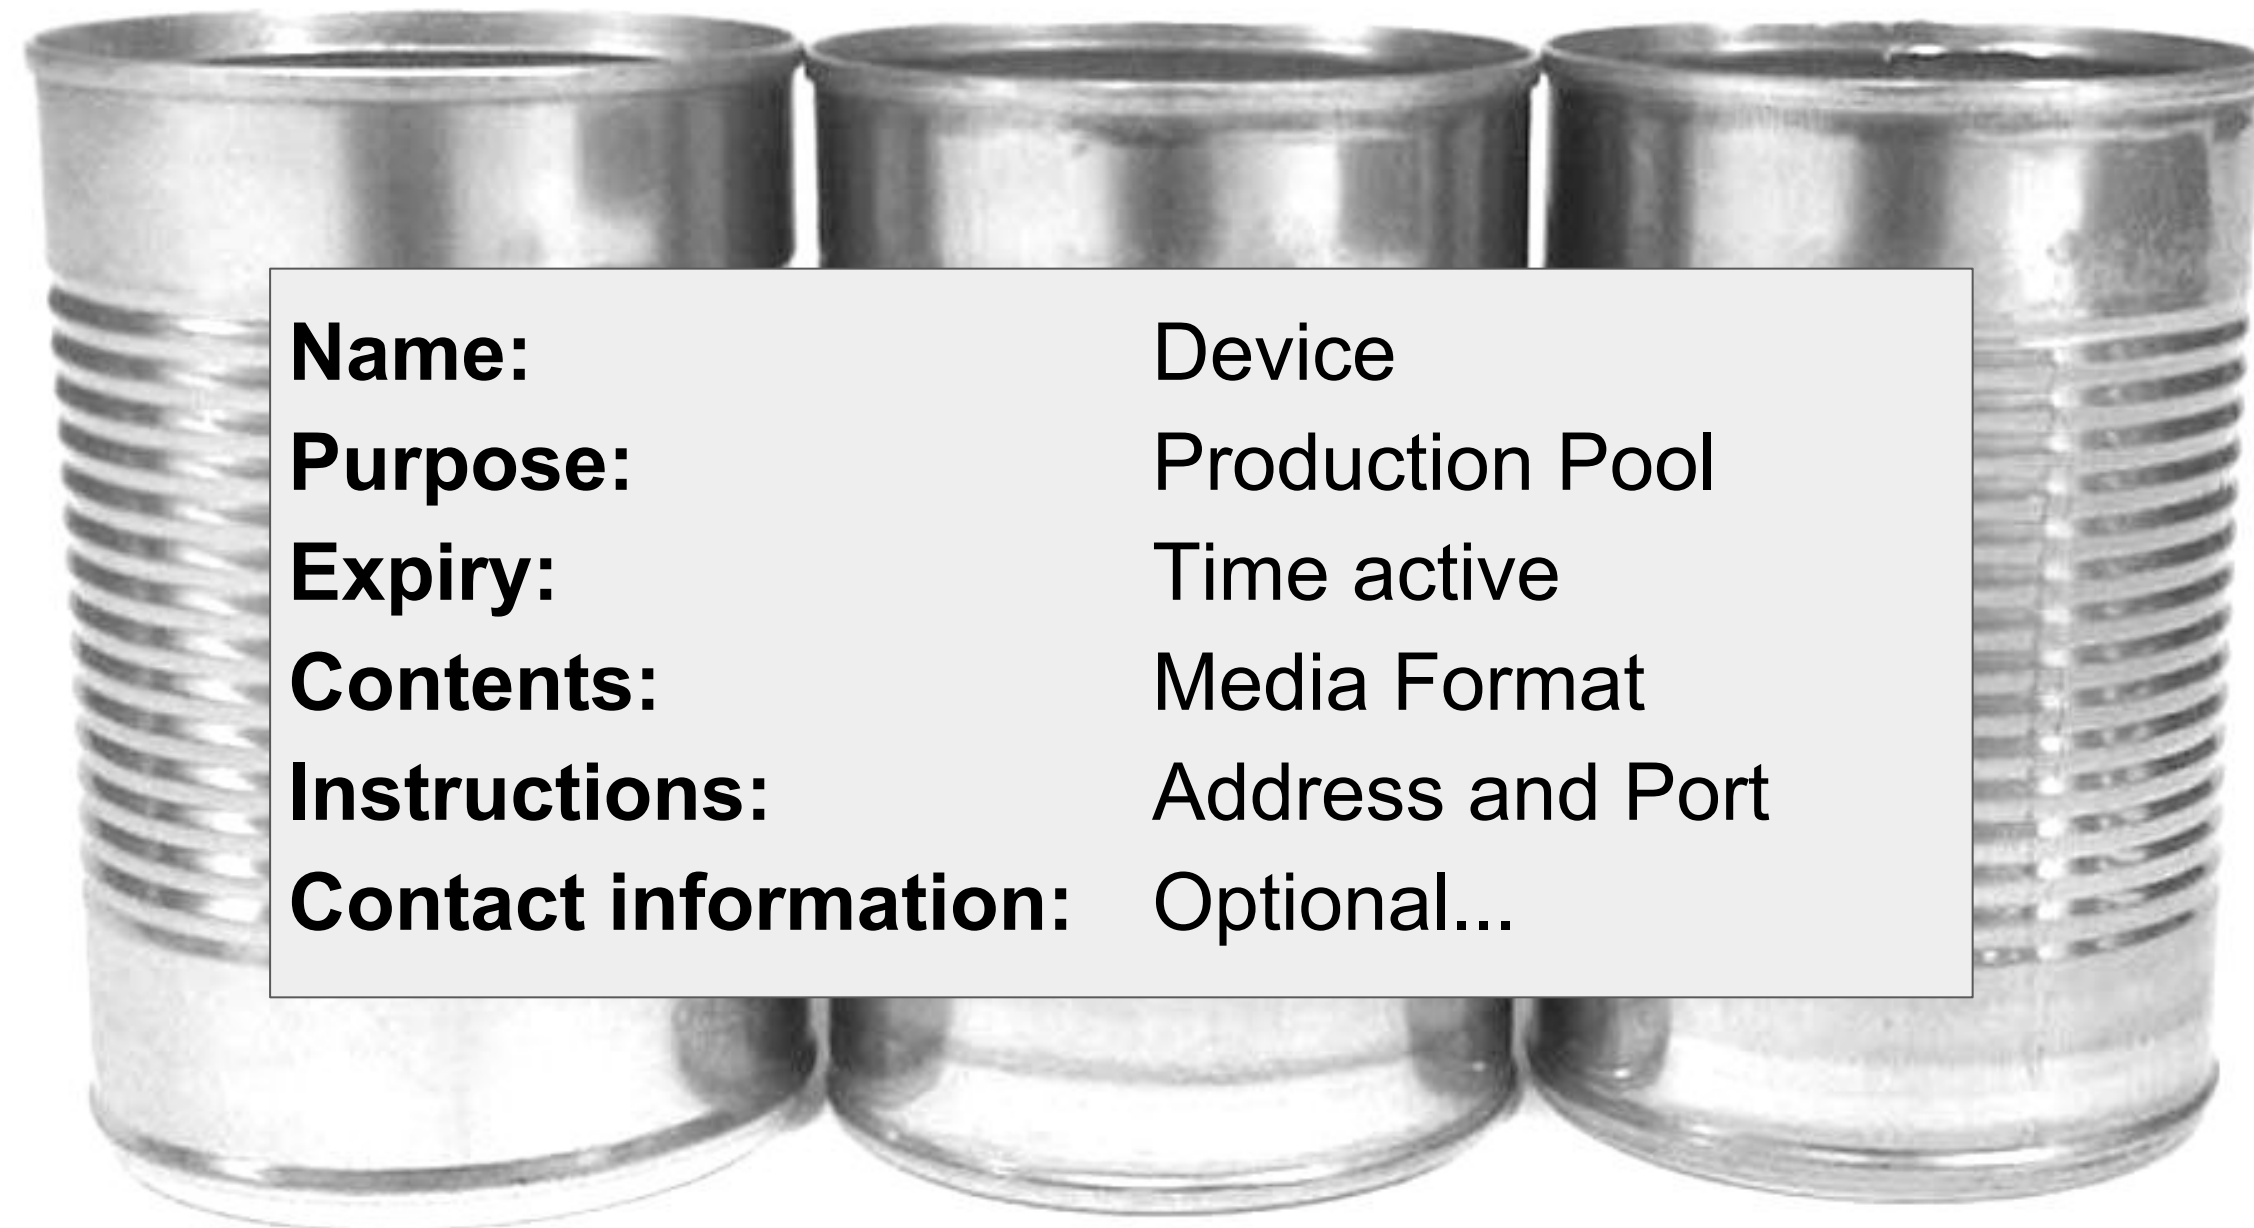 Name: Device
Purpose: Production Pool
Expiry: Time active
Contents: Media Format
Instructions: Address and Port
Contact information: Optional...